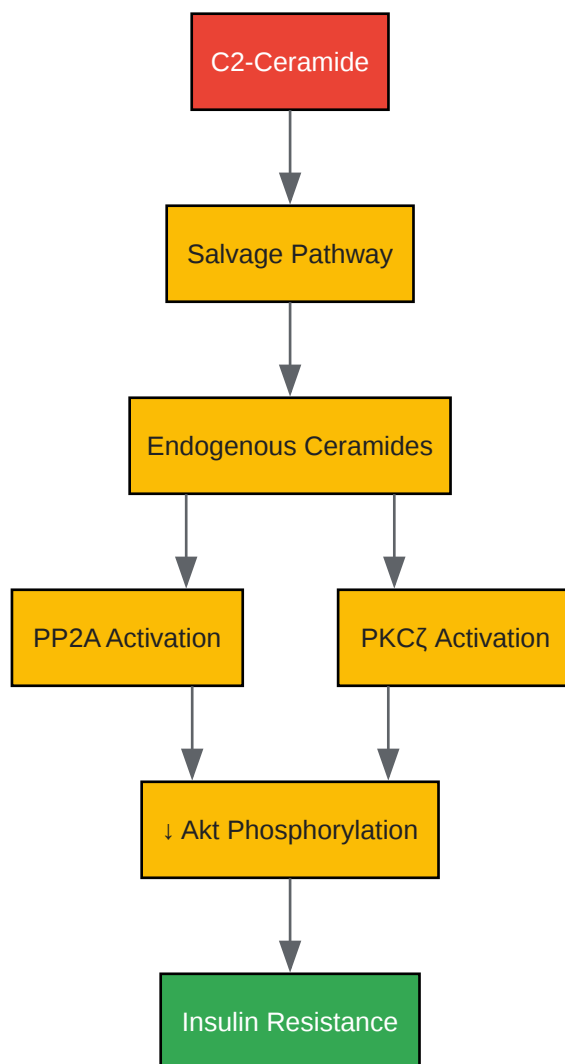 C2-Ceramide
Salvage Pathway
Endogenous Ceramides
PP2A Activation
PKCζ Activation
↓ Akt Phosphorylation
Insulin Resistance